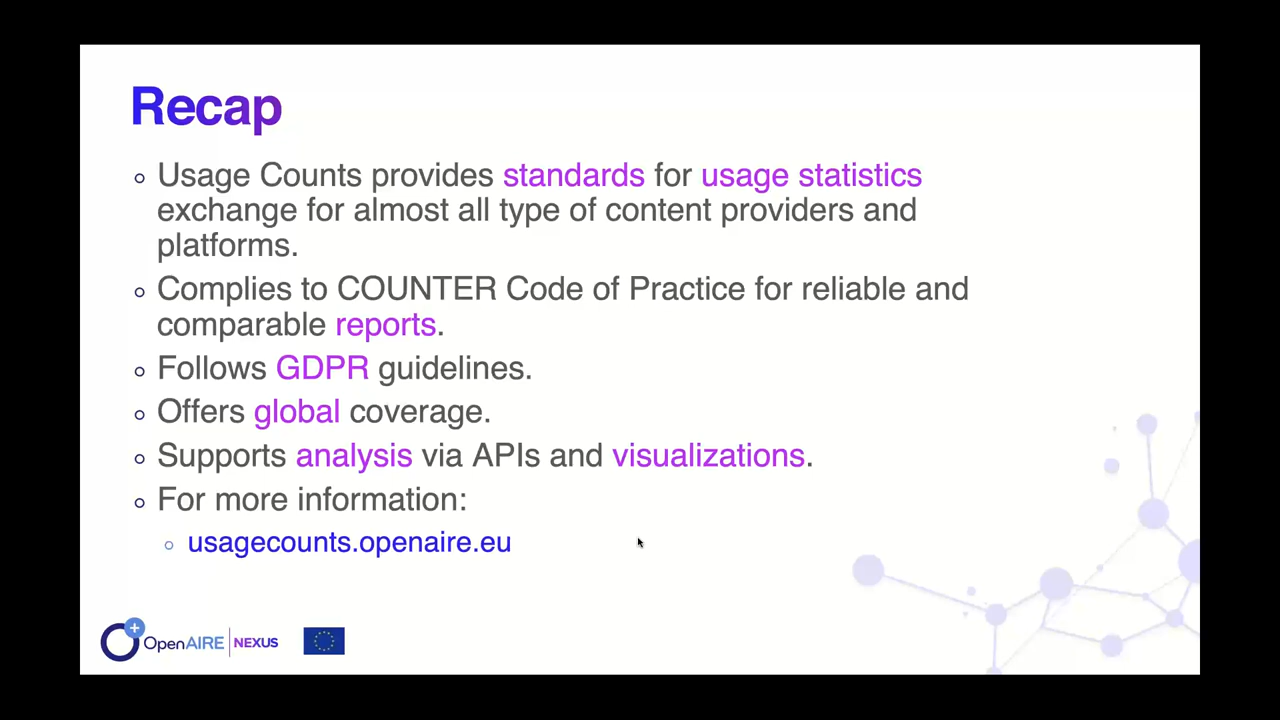 Recap
Usage Counts provides standards for usage statistics
exchange for almost all type of content providers and
platforms.
Complies to COUNTER Code of Practice for reliable and
comparable reports.
Follows GDPR guidelines.
Offers global coverage.
Supports analysis via APIs and visualizations.
For more information:
usagecounts.openaire.eu
OpenAIRE NEXUS